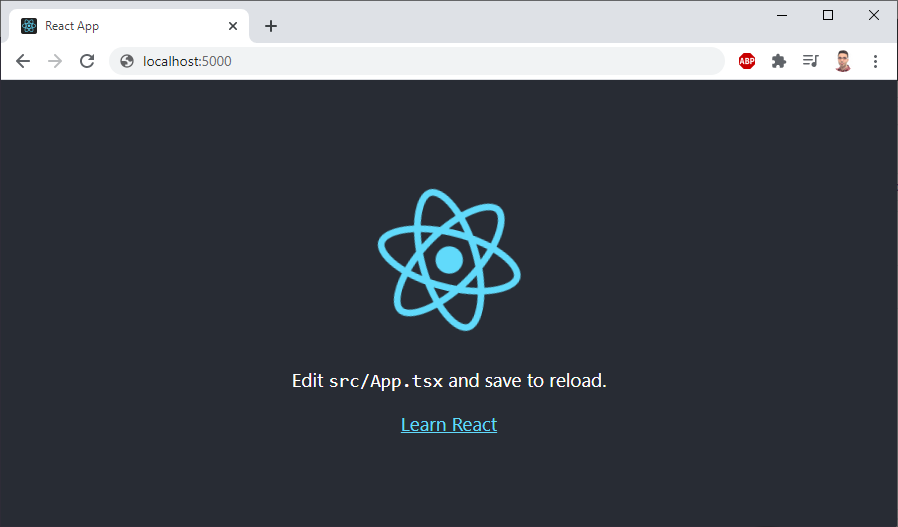 React App
localhost:5000
ABP
Edit src/App.tsx and save to reload.
Learn React